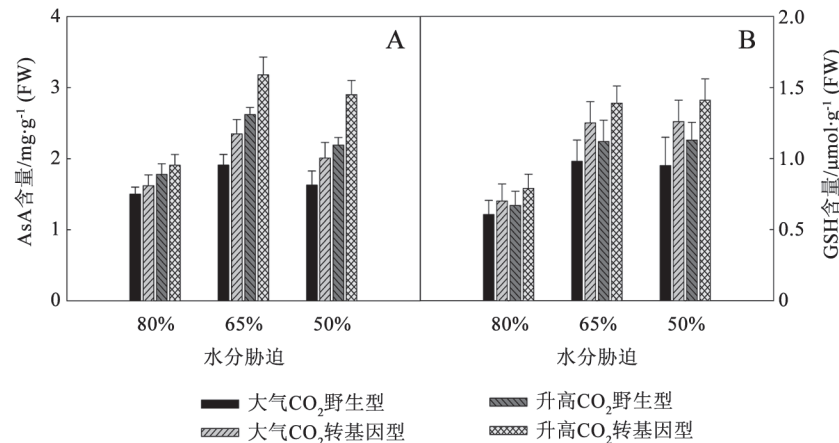 AsA含量/mg·g⁻¹ (FW)
4
3
2
1
0
A
80%
65%
50%
水分胁迫
B
80%
65%
50%
水分胁迫
2.0
1.5
1.0
0.5
0
GSH含量/μmol·g⁻¹ (FW)
大气CO₂野生型
升高CO₂野生型
大气CO₂转基因型
升高CO₂转基因型